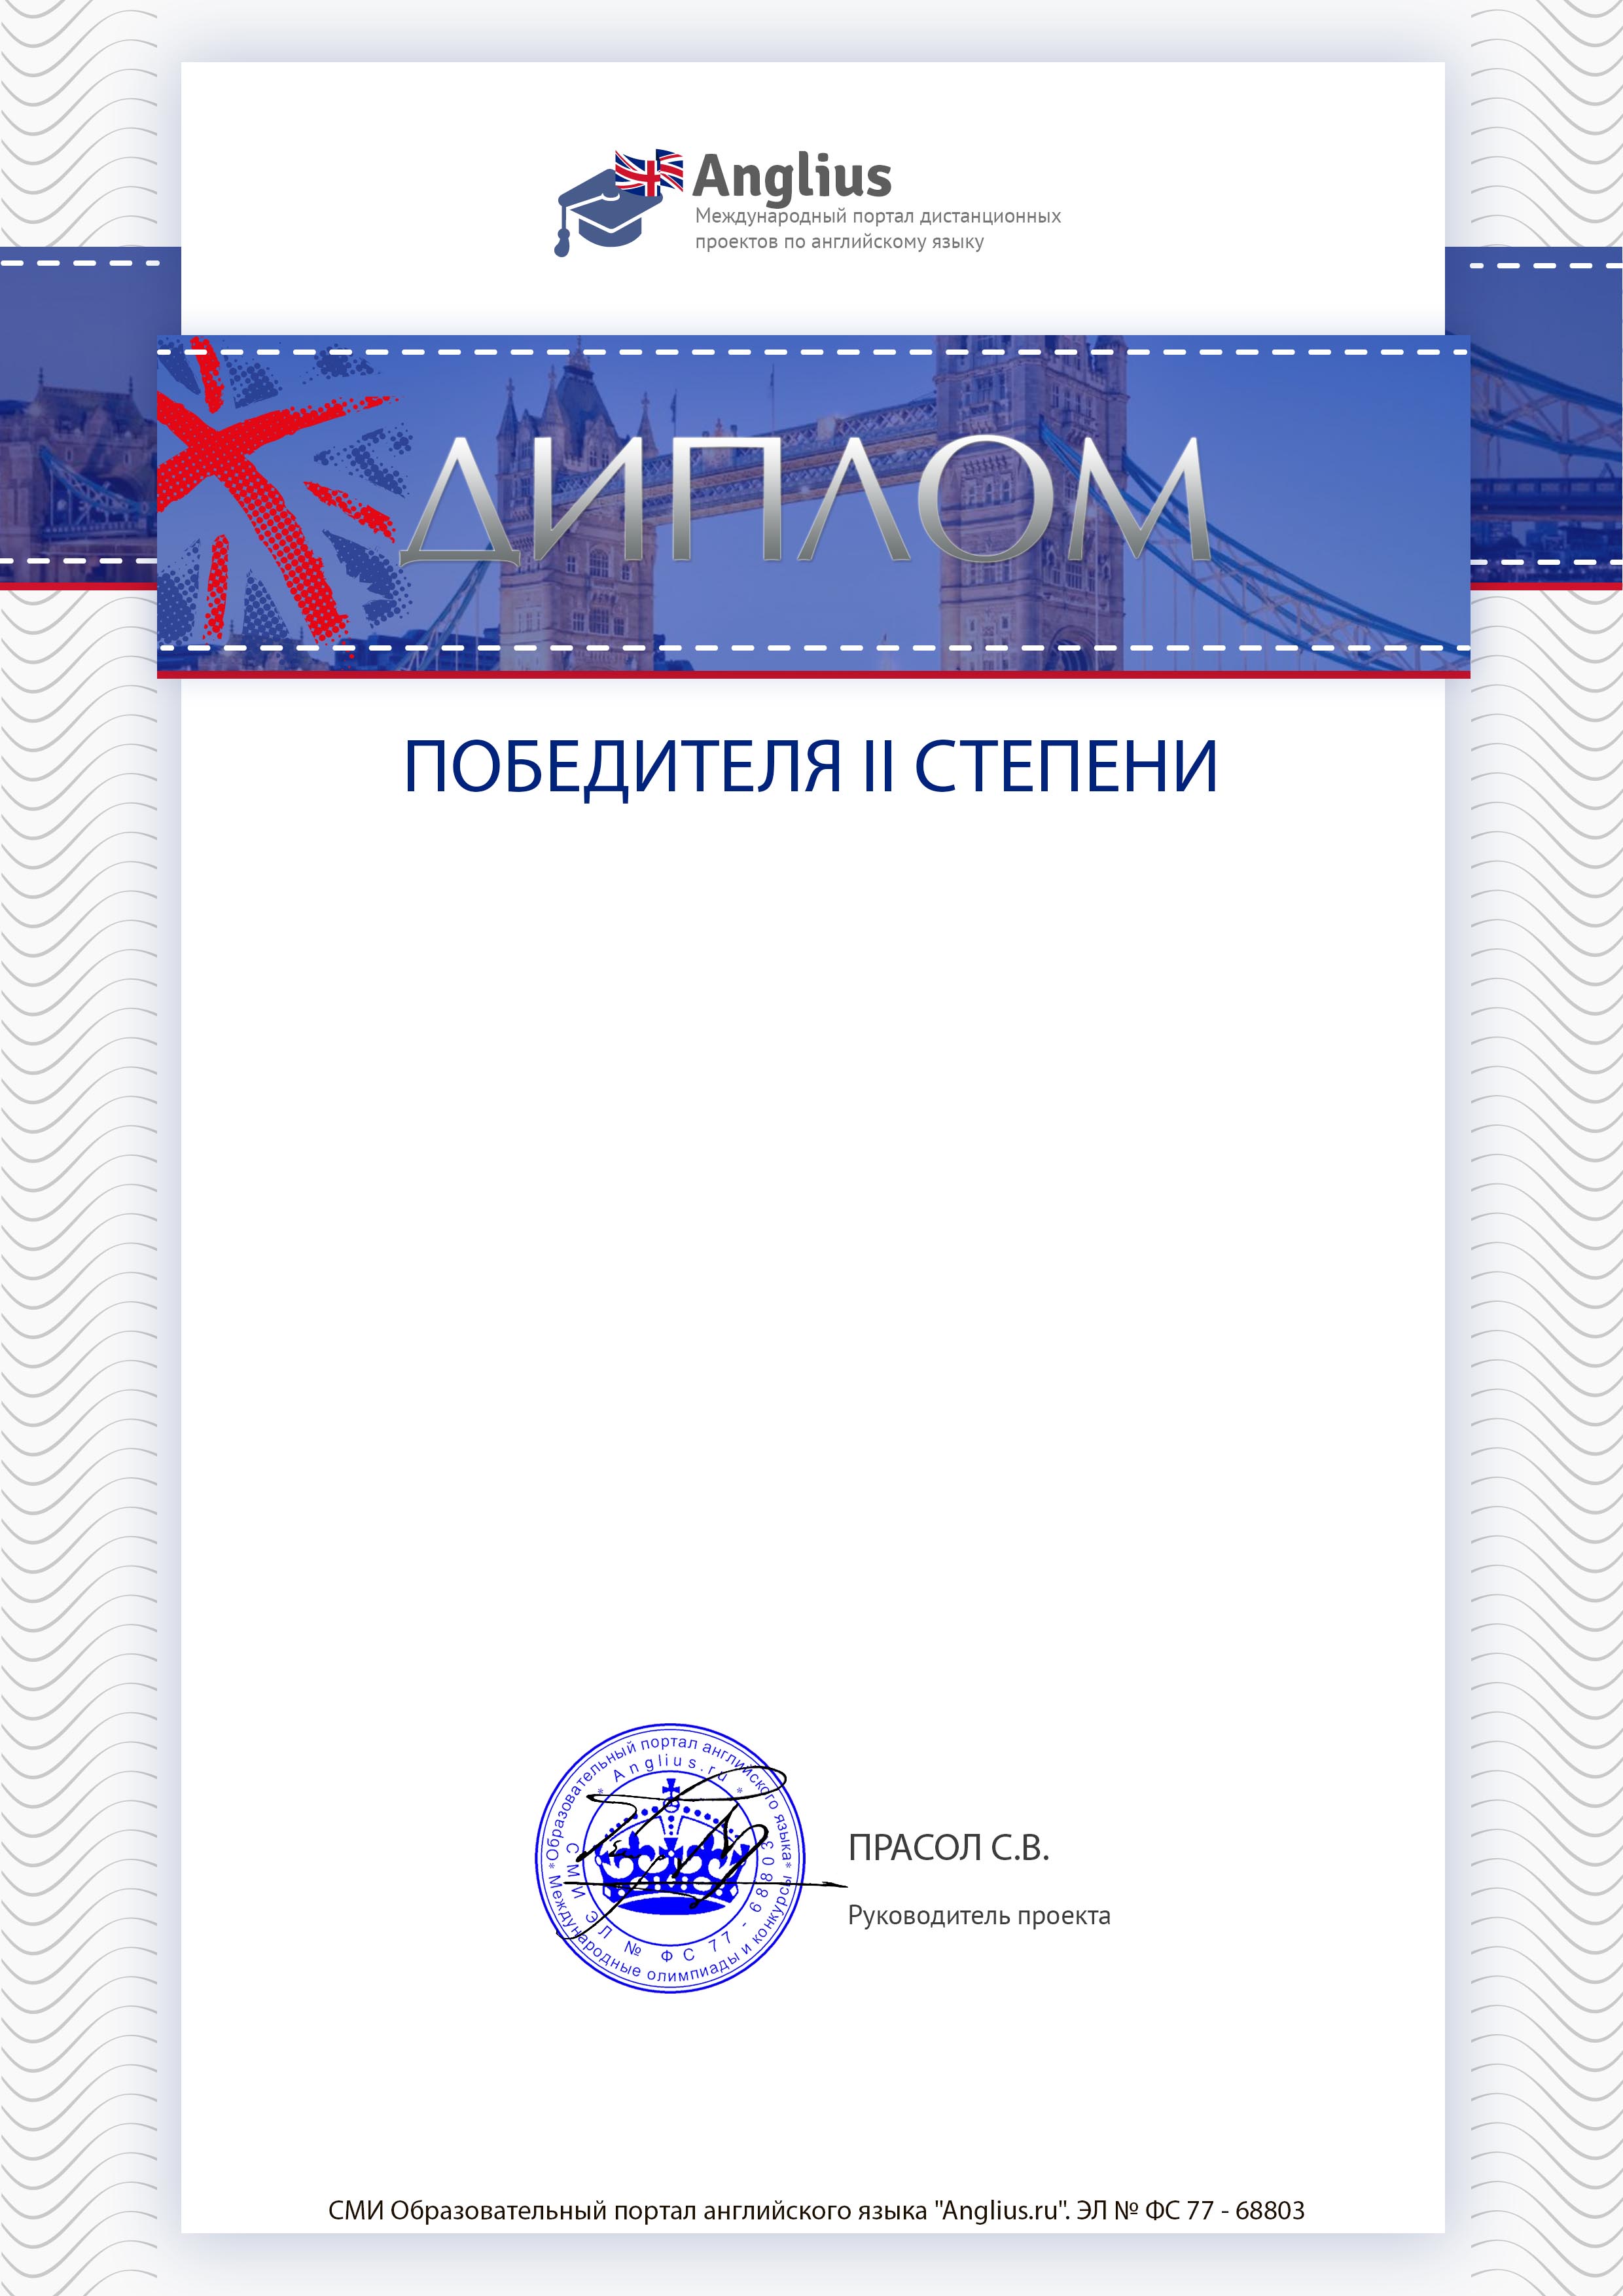 Anglius
Международный портал дистанционных
проектов по английскому языку
ДИПЛОМ
ПОБЕДИТЕЛЯ II СТЕПЕНИ
*Образовательный портал английского языка*
* Anglius.ru *
СМИ ЭЛ № ФС 77 - 68803
Международные олимпиады и конкурсы
ПРАСОЛ С.В.
Руководитель проекта
СМИ Образовательный портал английского языка "Anglius.ru". ЭЛ № ФС 77 - 68803